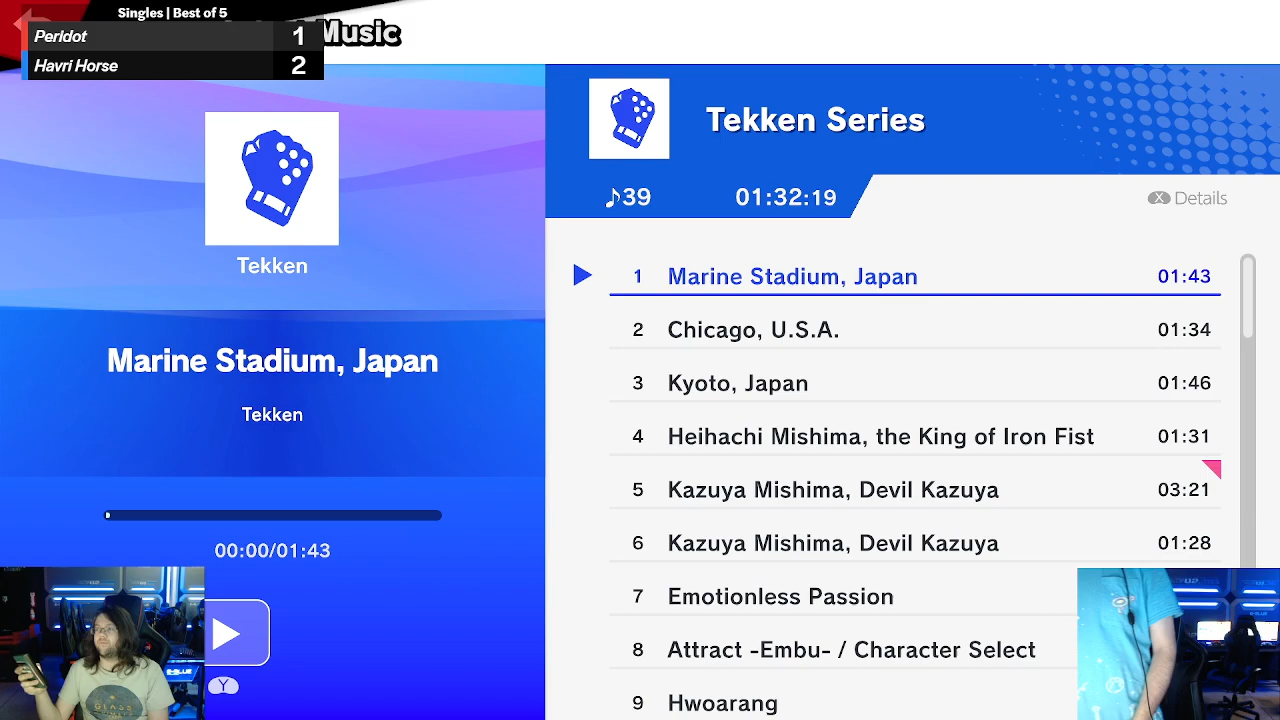 Singles | Best of 5
Peridot 1
Havri Horse 2
Music
Tekken
Marine Stadium, Japan
Tekken
00:00/01:43
Y
Tekken Series
♪39 01:32:19
X Details
1 Marine Stadium, Japan 01:43
2 Chicago, U.S.A. 01:34
3 Kyoto, Japan 01:46
4 Heihachi Mishima, the King of Iron Fist 01:31
5 Kazuya Mishima, Devil Kazuya 03:21
6 Kazuya Mishima, Devil Kazuya 01:28
7 Emotionless Passion
8 Attract -Embu- / Character Select
9 Hwoarang